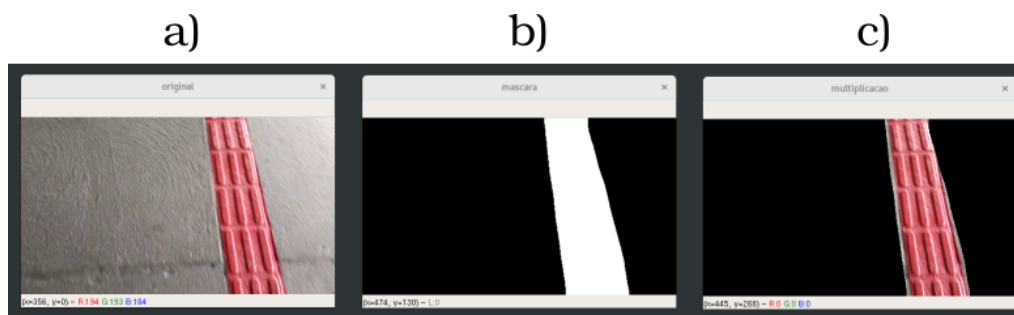 a) b) c)
original × mascara × multiplicacao ×
(x=356, y=0) ~ R:194 G:193 B:184 (x=474, y=130) ~ L:0 (x=445, y=266) ~ R:0 G:0 B:0